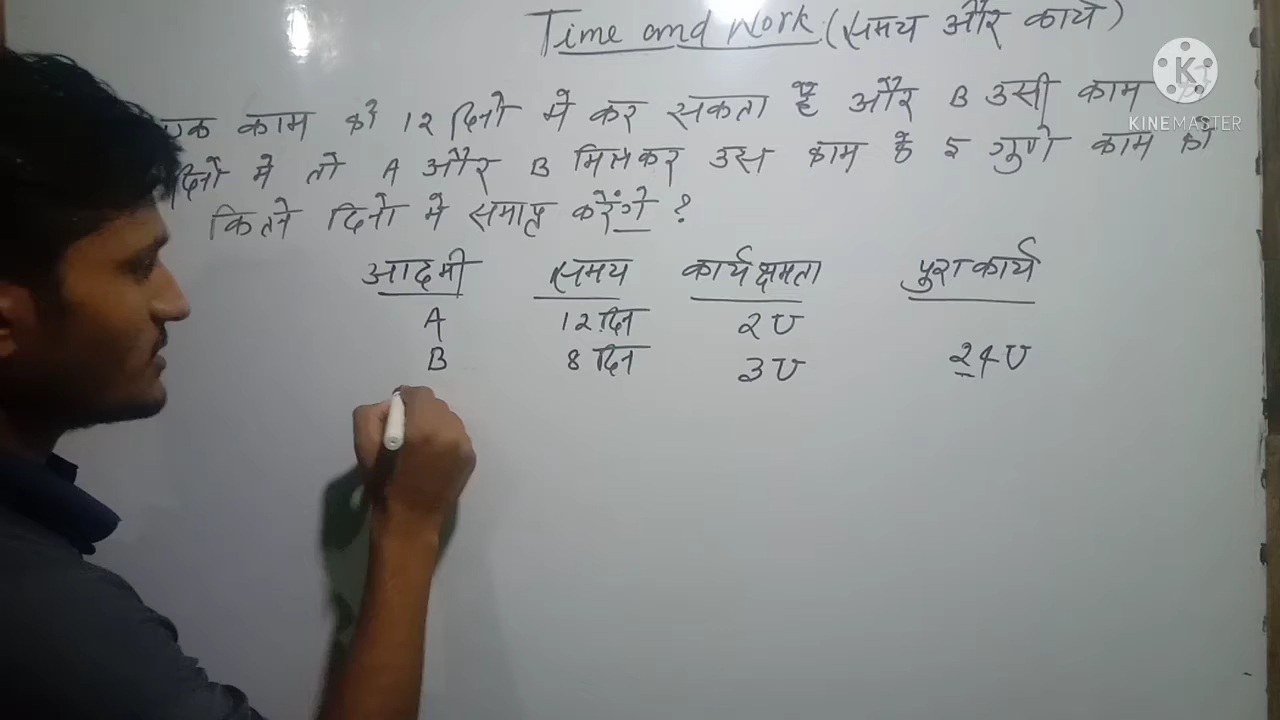 Time and Work (समय और कार्य)
एक काम को 12 दिनो मे कर सकता है और B उसी काम
दिनो मे तो A और B मिलकर उस काम के 5 गुणे काम को
कितने दिनो मे समाप्त करेंगे ?
आदमी समय कार्यक्षमता पुरा कार्य
A 12 दिन 2U
B 8 दिन 3U 24U
K
KINEMASTER